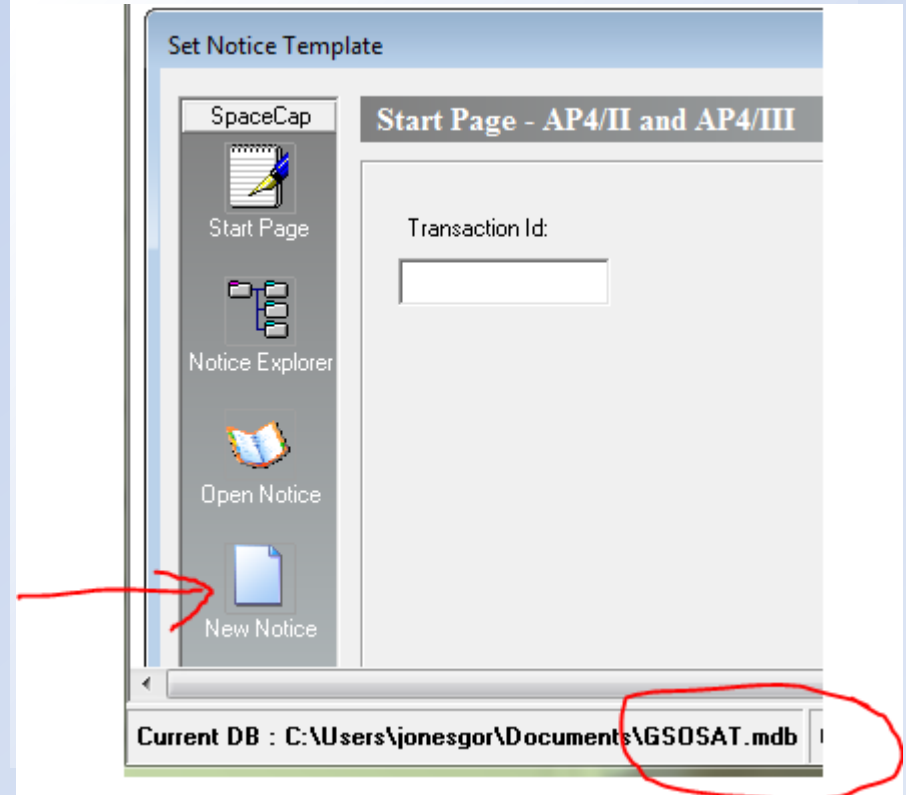 Set Notice Template
SpaceCap
Start Page - AP4/II and AP4/III
Start Page
Transaction Id:
Notice Explorer
Open Notice
New Notice
Current DB : C:\Users\jonesgor\Documents\GSOSAT.mdb